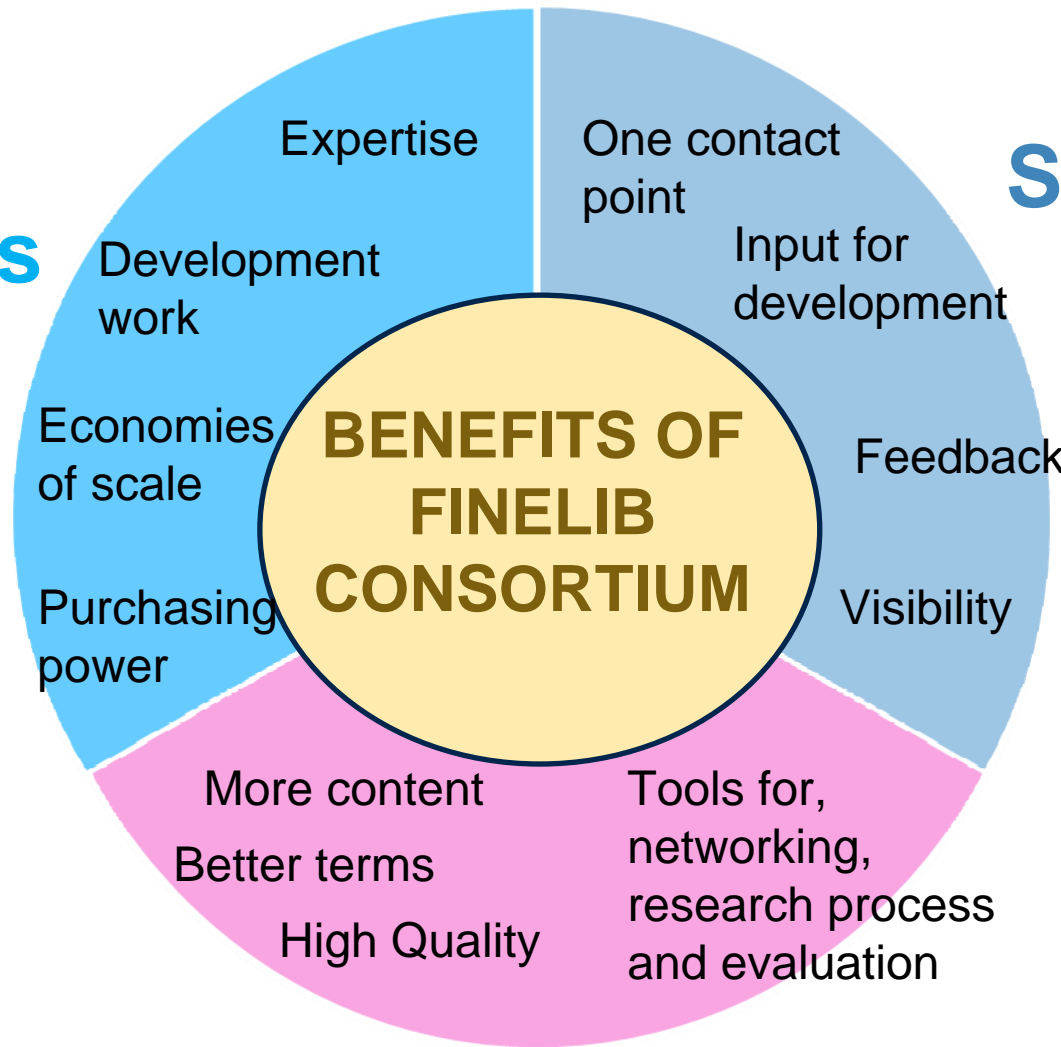 Expertise
Development
work
Economies
of scale
Purchasing
power
One contact
point
Input for
development
Feedback
Visibility
BENEFITS OF
FINELIB
CONSORTIUM
More content
Better terms
High Quality
Tools for,
networking,
research process
and evaluation
s
S